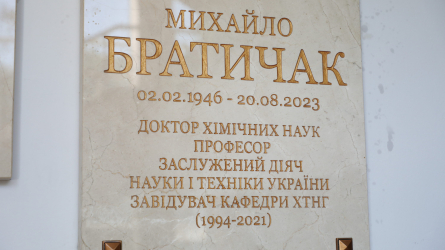 МИХАЙЛО
БРАТИЧАК
02.02.1946 - 20.08.2023
ДОКТОР ХІМІЧНИХ НАУК
ПРОФЕСОР
ЗАСЛУЖЕНИЙ ДІЯЧ
НАУКИ І ТЕХНІКИ УКРАЇНИ
ЗАВІДУВАЧ КАФЕДРИ ХТНГ
(1994-2021)